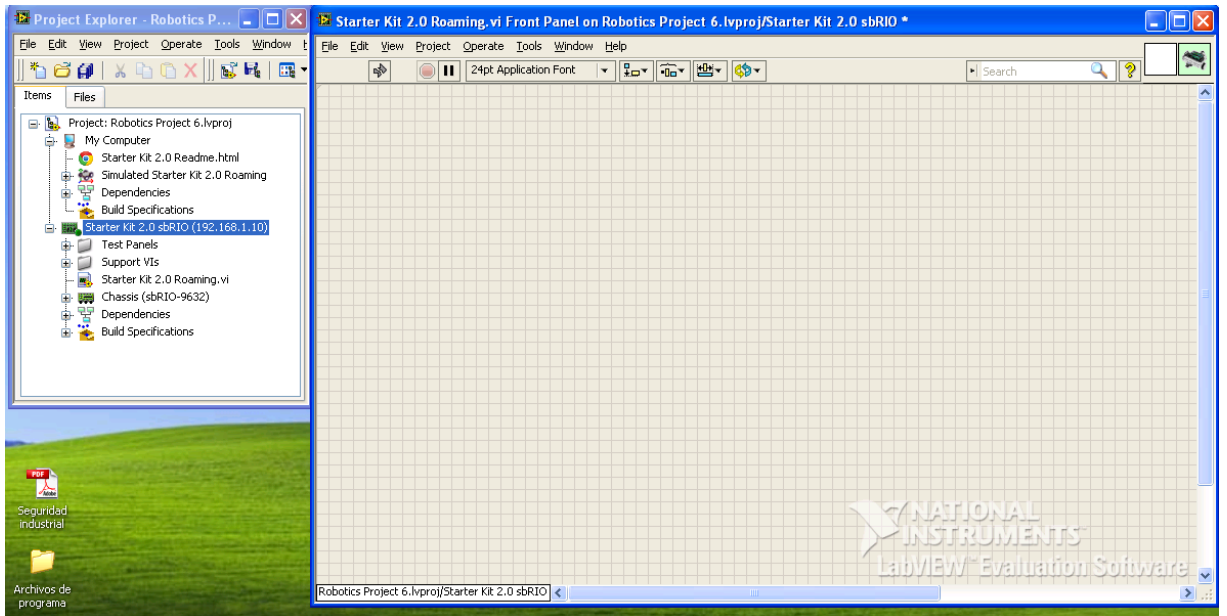 Project Explorer - Robotics P...
File Edit View Project Operate Tools Window H
Items Files
Project: Robotics Project 6.lvproj
My Computer
Starter Kit 2.0 Readme.html
Simulated Starter Kit 2.0 Roaming
Dependencies
Build Specifications
Starter Kit 2.0 sbRIO (192.168.1.10)
Test Panels
Support VIs
Starter Kit 2.0 Roaming.vi
Chassis (sbRIO-9632)
Dependencies
Build Specifications
PDF
Adobe
Seguridad
industrial
Archivos de
programa
Starter Kit 2.0 Roaming.vi Front Panel on Robotics Project 6.lvproj/Starter Kit 2.0 sbRIO *
File Edit View Project Operate Tools Window Help
24pt Application Font Search
NATIONAL
INSTRUMENTS
LabVIEW™ Evaluation Software
Robotics Project 6.lvproj/Starter Kit 2.0 sbRIO